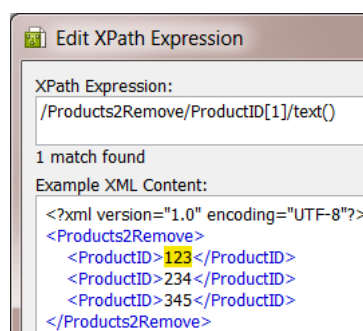 Edit XPath Expression
XPath Expression:
/Products2Remove/ProductID[1]/text()
1 match found
Example XML Content:
<?xml version="1.0" encoding="UTF-8"?>
<Products2Remove>
<ProductID>123</ProductID>
<ProductID>234</ProductID>
<ProductID>345</ProductID>
</Products2Remove>